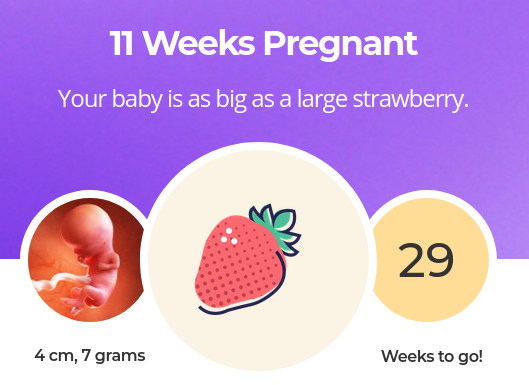 11 Weeks Pregnant
Your baby is as big as a large strawberry.
29
4 cm, 7 grams
Weeks to go!